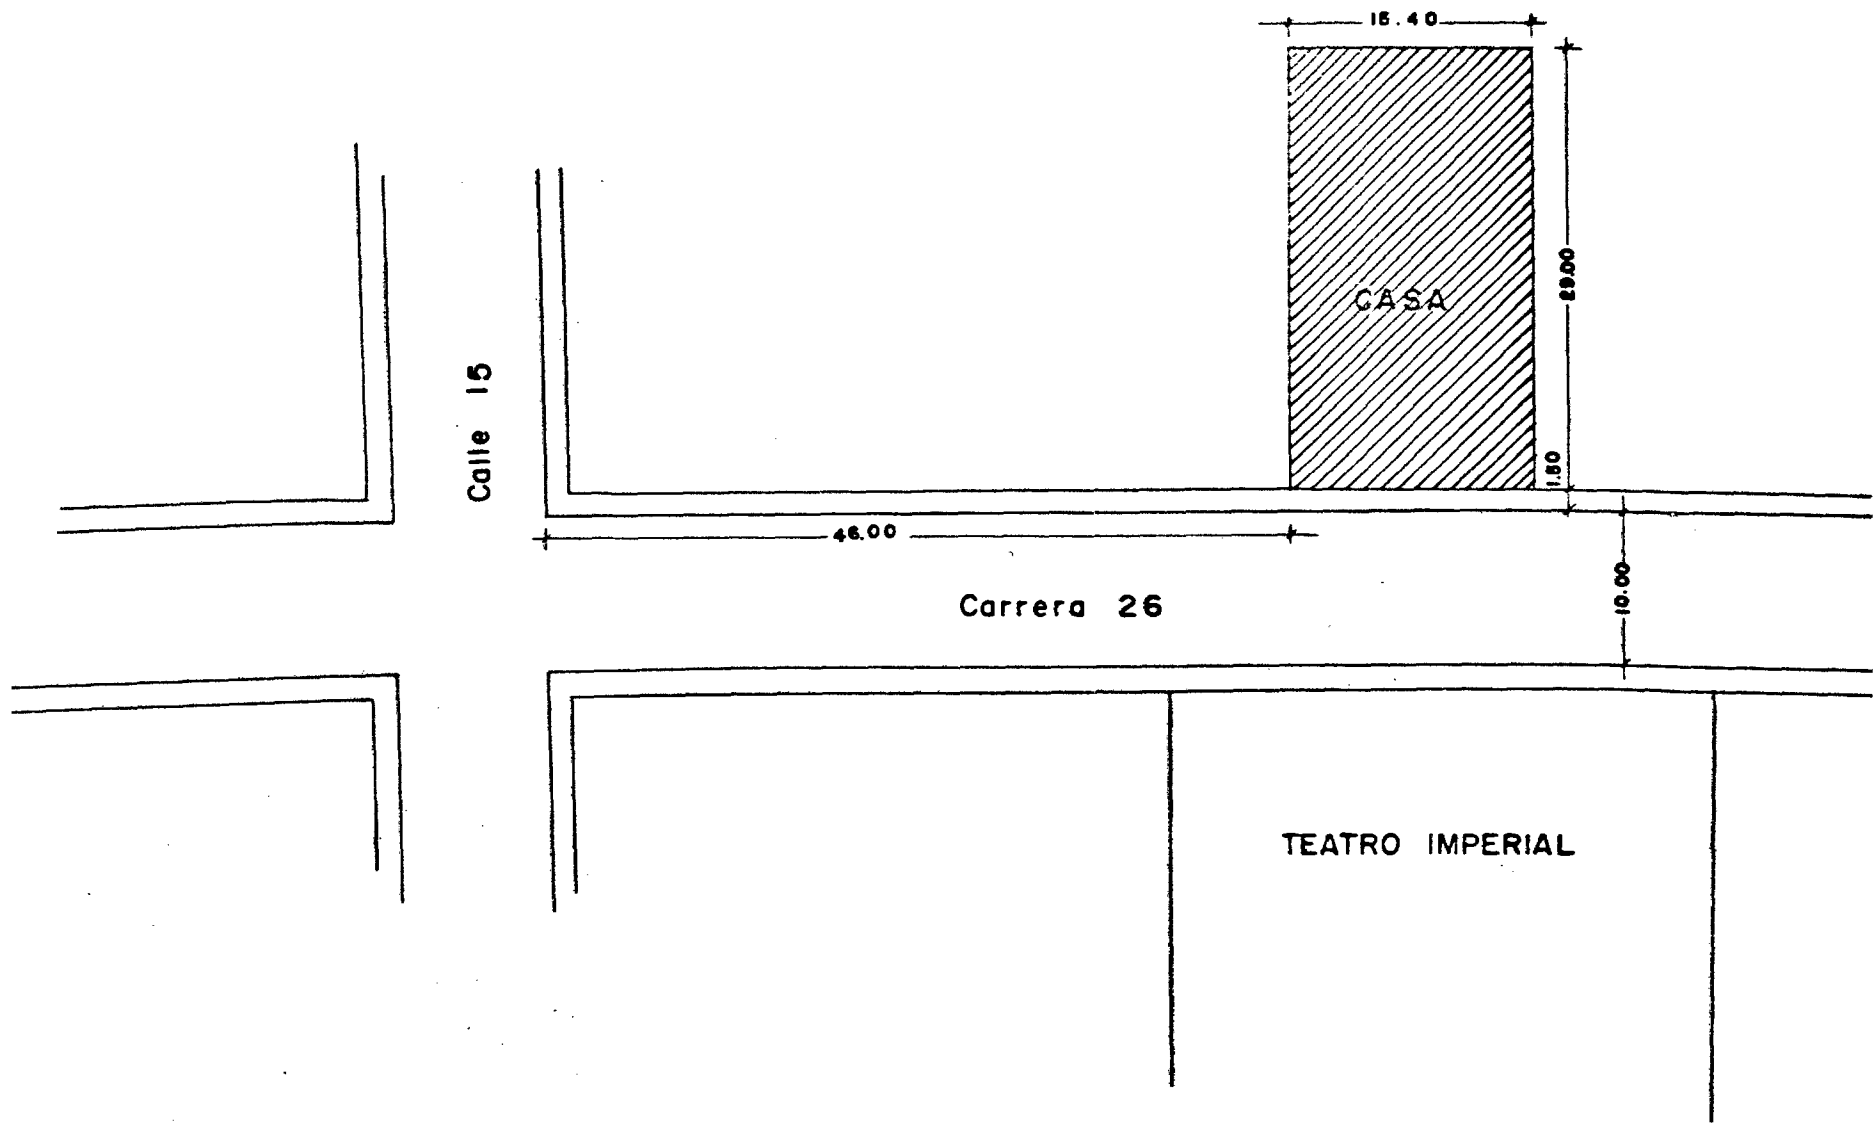 15.40
29.00
CASA
Calle 15
1.50
46.00
10.00
Carrera 26
TEATRO IMPERIAL